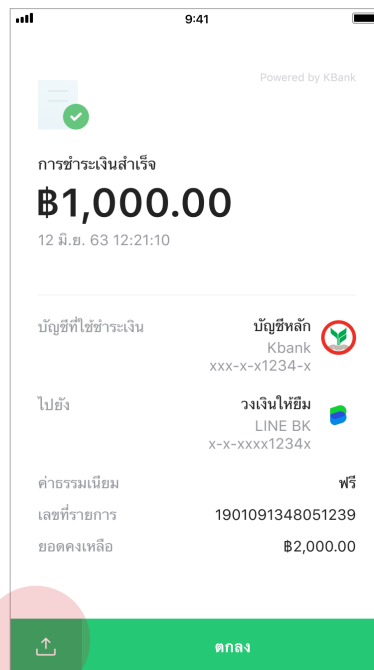 9:41
Powered by KBank
การชำระเงินสำเร็จ
฿1,000.00
12 มิ.ย. 63 12:21:10
บัญชีที่ใช้ชำระเงิน บัญชีหลัก
Kbank
xxx-x-x1234-x
ไปยัง วงเงินให้ยืม
LINE BK
x-x-xxxx1234x
ค่าธรรมเนียม ฟรี
เลขที่รายการ 1901091348051239
ยอดคงเหลือ ฿2,000.00
ตกลง